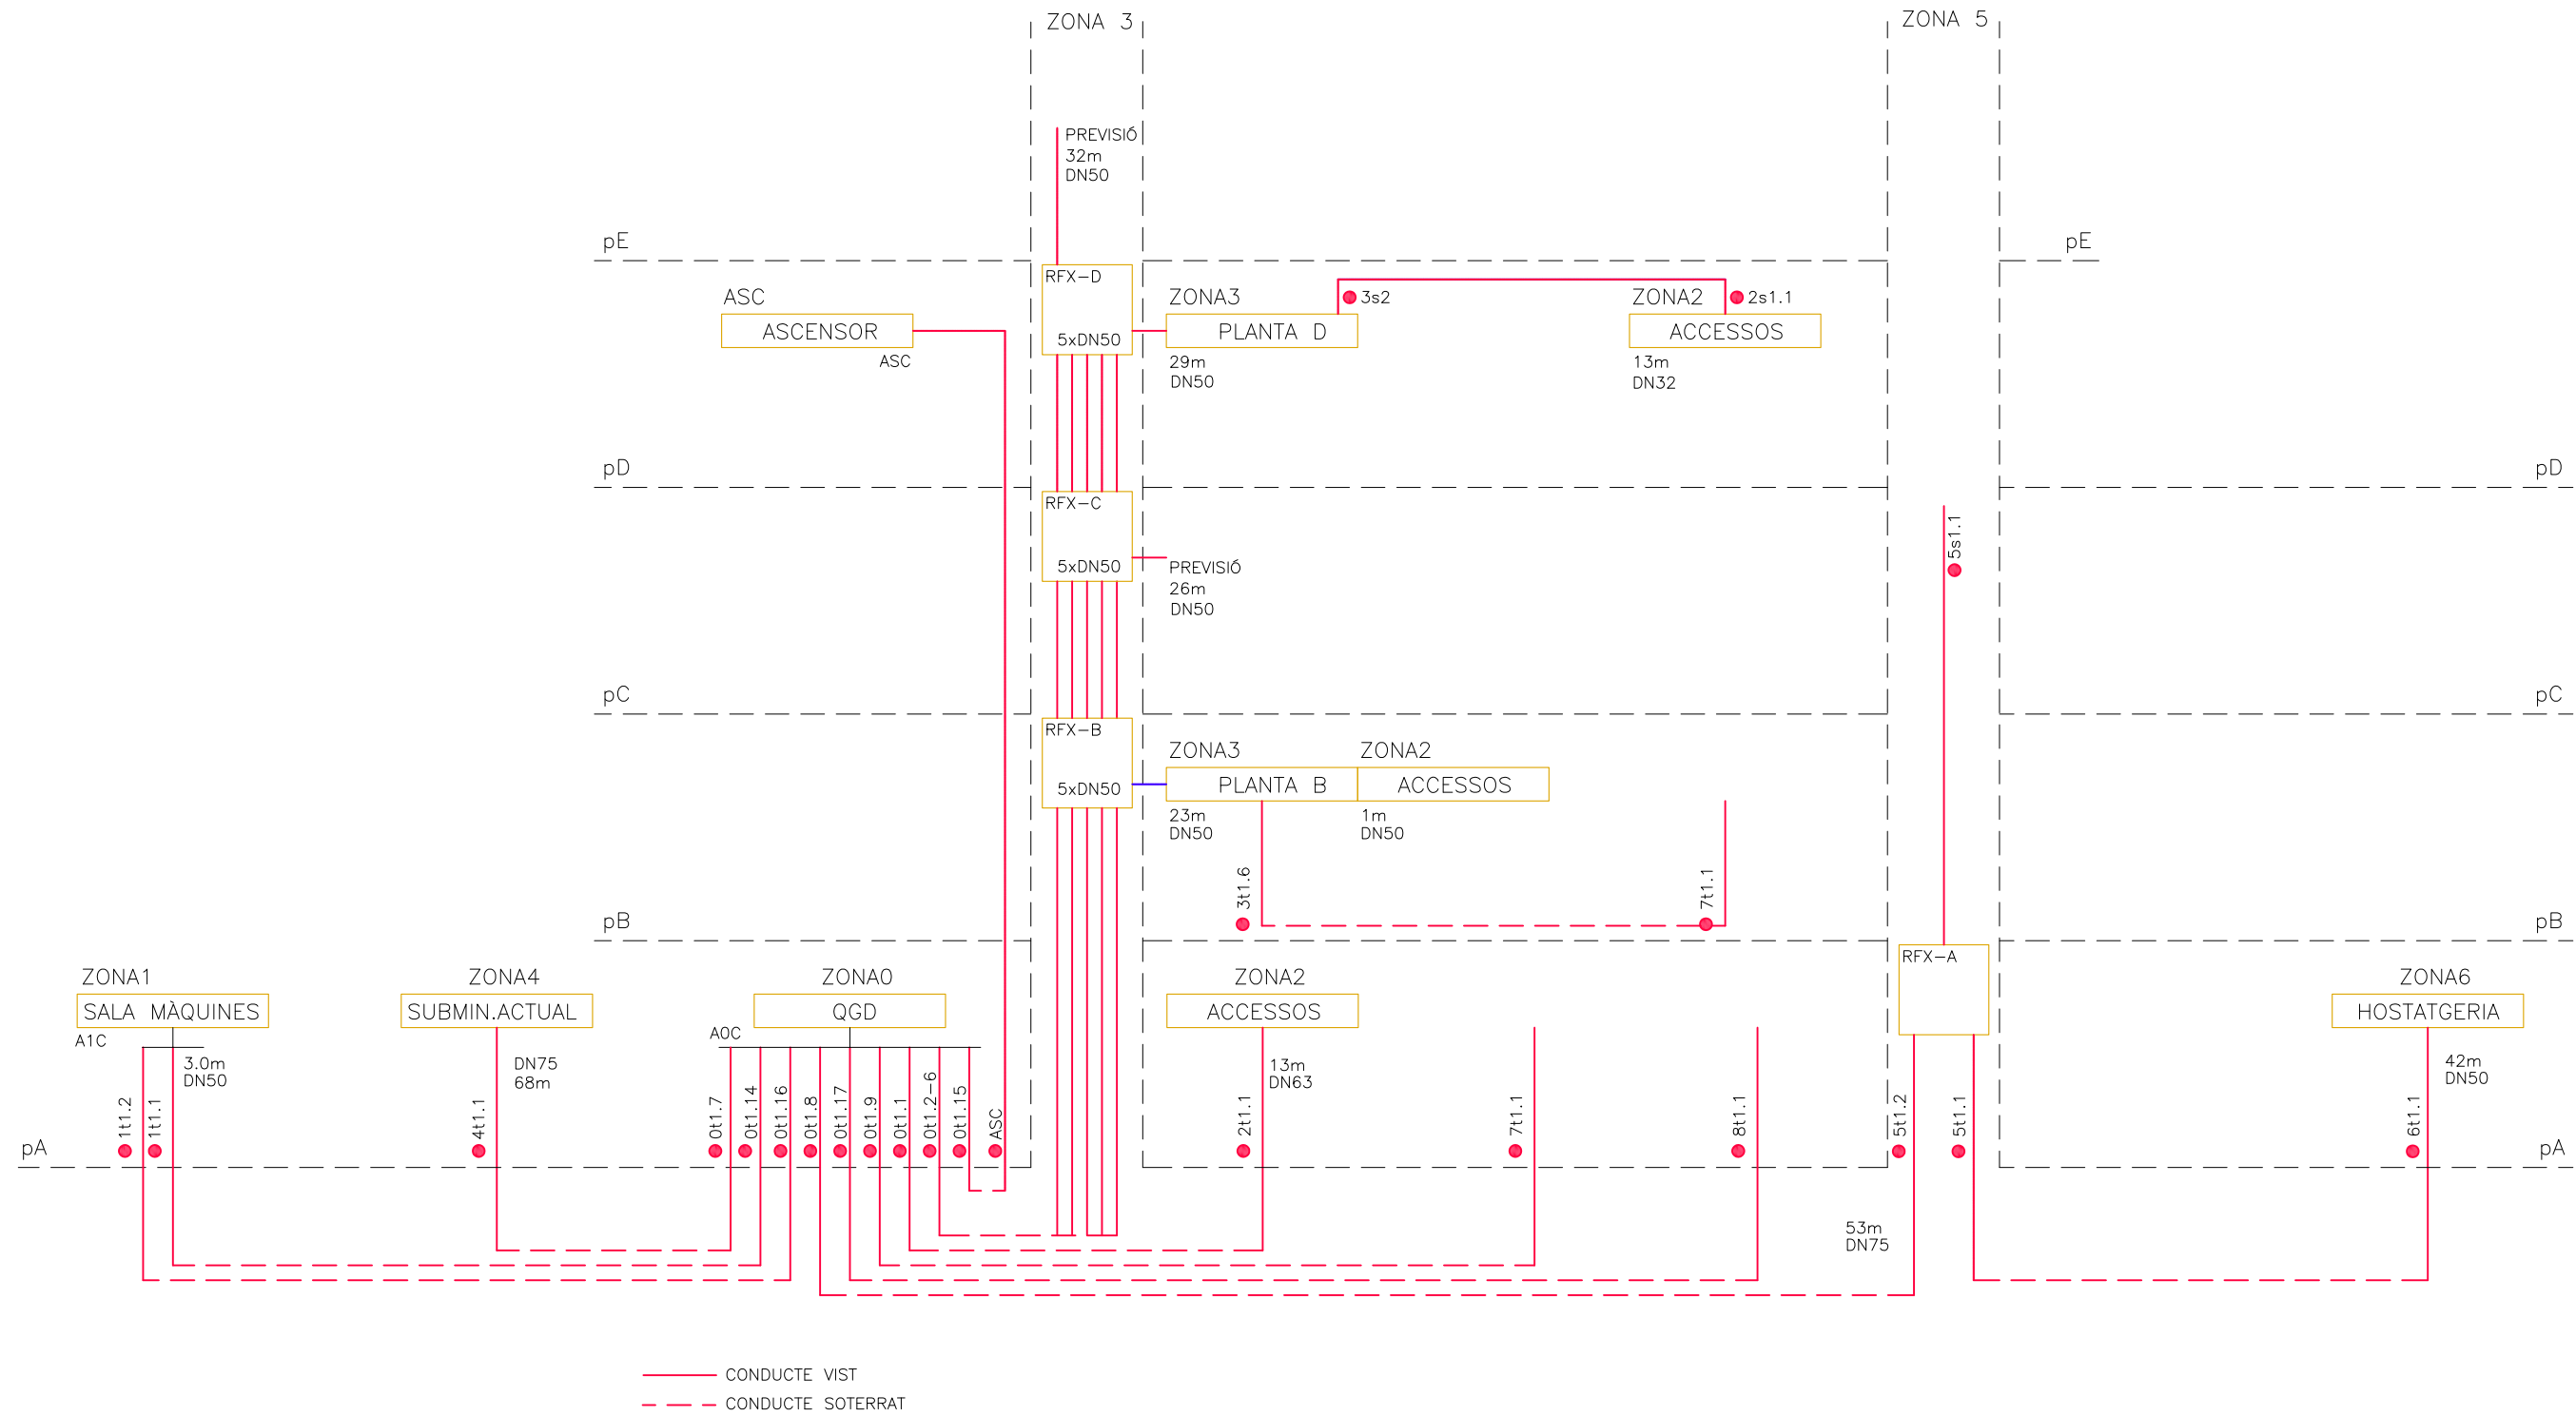 ZONA 3
ZONA 5
PREVISIÓ
32m
DN50
pE
pE
RFX-D
5xDN50
ASC
ASCENSOR
ASC
ZONA3
PLANTA D
29m
DN50
3s2
ZONA2
ACCESSOS
13m
DN32
2s1.1
pD
pD
RFX-C
5xDN50
PREVISIÓ
26m
DN50
5s1.1
pC
pC
RFX-B
5xDN50
ZONA3
PLANTA B
23m
DN50
ZONA2
ACCESSOS
1m
DN50
3t1.6
7t1.1
pB
pB
ZONA1
SALA MÀQUINES
A1C
3.0m
DN50
1t1.2
1t1.1
ZONA4
SUBMIN.ACTUAL
DN75
68m
4t1.1
ZONA0
QGD
A0C
0t1.7
0t1.14
0t1.16
0t1.8
0t1.17
0t1.9
0t1.1
0t1.2-6
0t1.15
ASC
ZONA2
ACCESSOS
13m
DN63
2t1.1
7t1.1
8t1.1
RFX-A
5t1.2
5t1.1
53m
DN75
ZONA6
HOSTATGERIA
42m
DN50
6t1.1
pA
pA
CONDUCTE VIST
CONDUCTE SOTERRAT